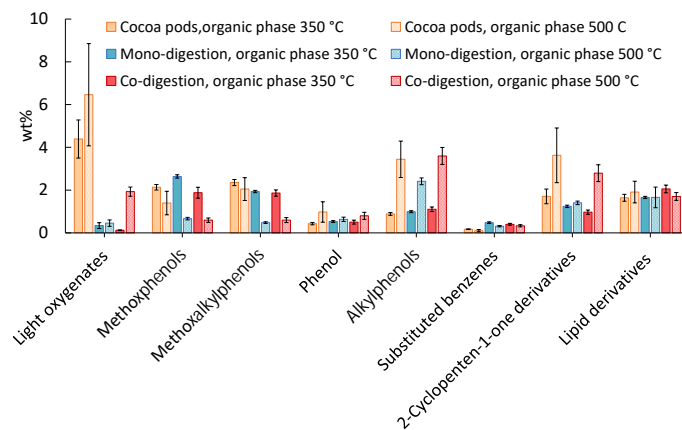 Cocoa pods,organic phase 350 °C
Cocoa pods, organic phase 500 C
Mono-digestion, organic phase 350 °C
Mono-digestion, organic phase 500 °C
Co-digestion, organic phase 350 °C
Co-digestion, organic phase 500 °C
10
8
6
4
2
0
wt%
Light oxygenates
Methoxphenols
Methoxalkylphenols
Phenol
Alkylphenols
Substituted benzenes
2-Cyclopenten-1-one derivatives
Lipid derivatives